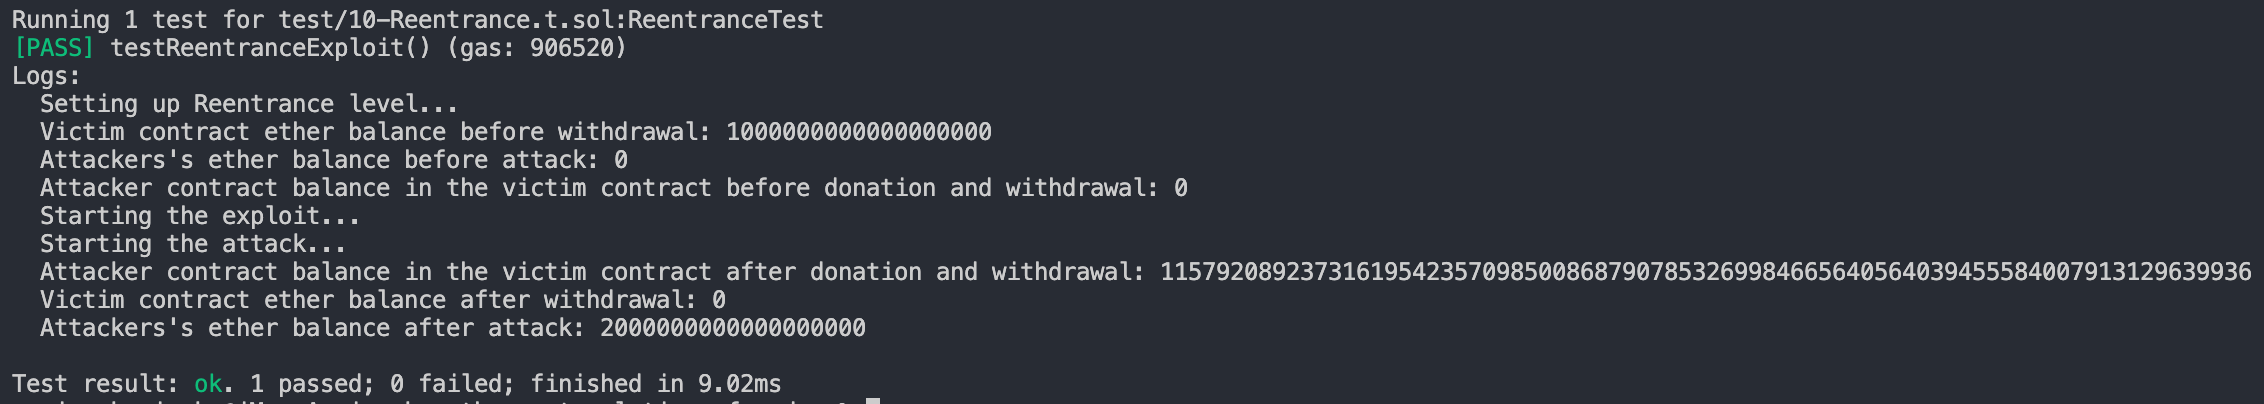 Running 1 test for test/10-Reentrance.t.sol:ReentranceTest
[PASS] testReentranceExploit() (gas: 906520)
Logs:
  Setting up Reentrance level...
  Victim contract ether balance before withdrawal: 1000000000000000000
  Attackers's ether balance before attack: 0
  Attacker contract balance in the victim contract before donation and withdrawal: 0
  Starting the exploit...
  Starting the attack...
  Attacker contract balance in the victim contract after donation and withdrawal: 115792089237316195423570985008687907853269984665640564039455584007913129639936
  Victim contract ether balance after withdrawal: 0
  Attackers's ether balance after attack: 2000000000000000000
Test result: ok. 1 passed; 0 failed; finished in 9.02ms